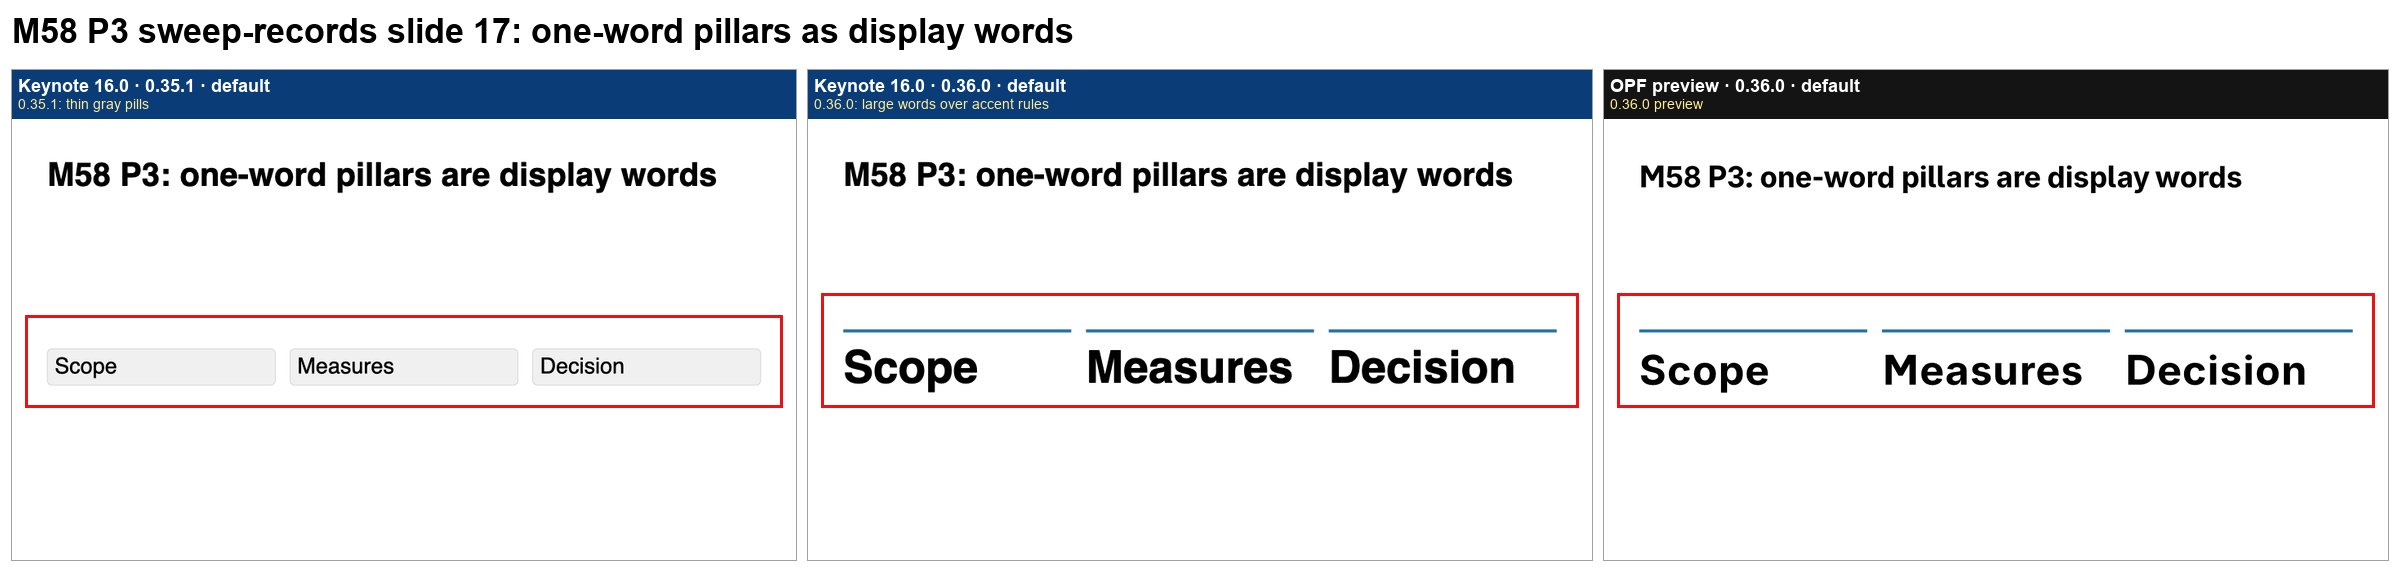 M58 P3 sweep-records slide 17: one-word pillars as display words
Keynote 16.0 · 0.35.1 · default
0.35.1: thin gray pills
M58 P3: one-word pillars are display words
Scope
Measures
Decision
Keynote 16.0 · 0.36.0 · default
0.36.0: large words over accent rules
M58 P3: one-word pillars are display words
Scope
Measures
Decision
OPF preview · 0.36.0 · default
0.36.0 preview
M58 P3: one-word pillars are display words
Scope
Measures
Decision